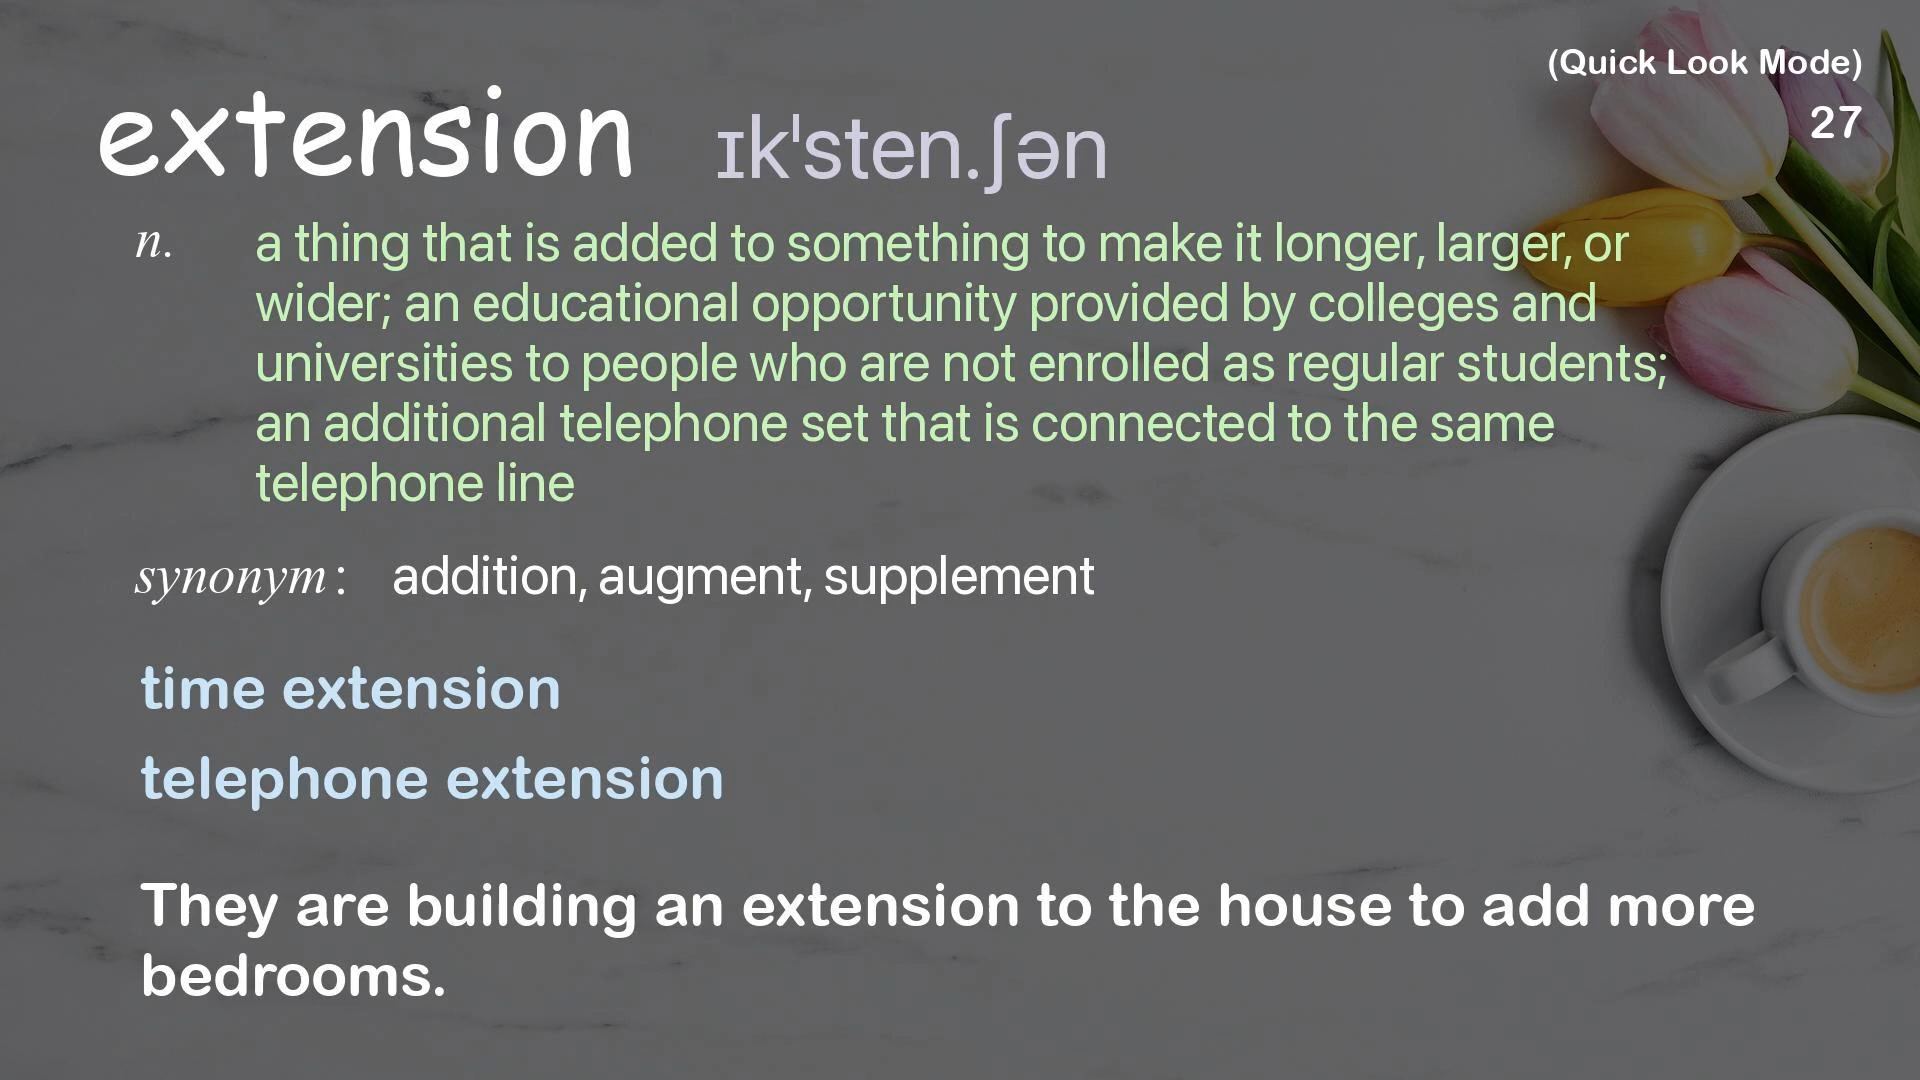 (Quick Look Mode)
27
extension ɪkˈsten.ʃən
n. a thing that is added to something to make it longer, larger, or
wider; an educational opportunity provided by colleges and
universities to people who are not enrolled as regular students;
an additional telephone set that is connected to the same
telephone line
synonym: addition, augment, supplement
time extension
telephone extension
They are building an extension to the house to add more
bedrooms.